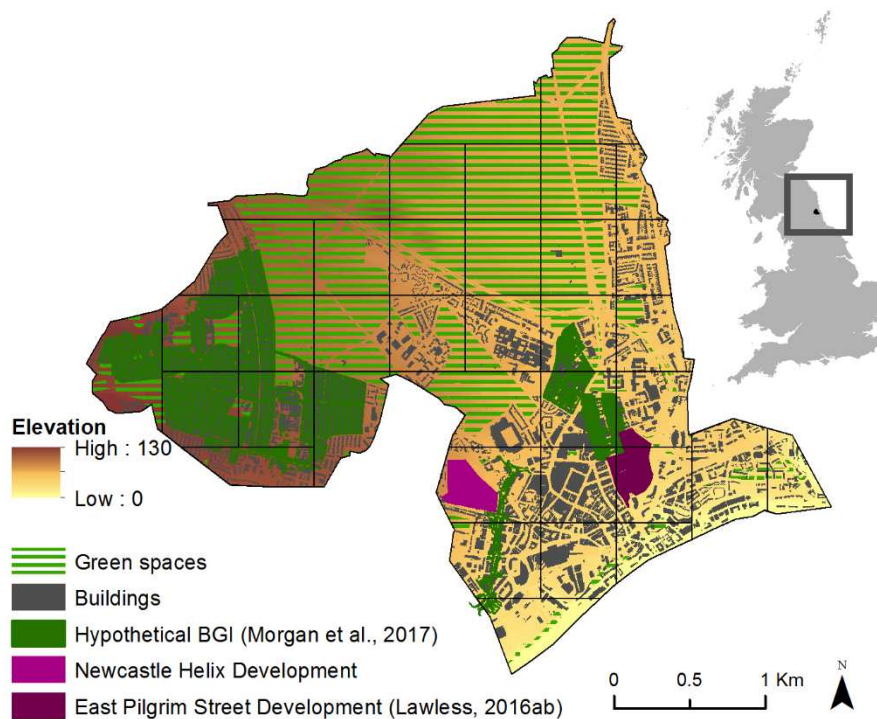 Elevation
High : 130
Low : 0
Green spaces
Buildings
Hypothetical BGI (Morgan et al., 2017)
Newcastle Helix Development
East Pilgrim Street Development (Lawless, 2016ab)
0 0.5 1 Km
N